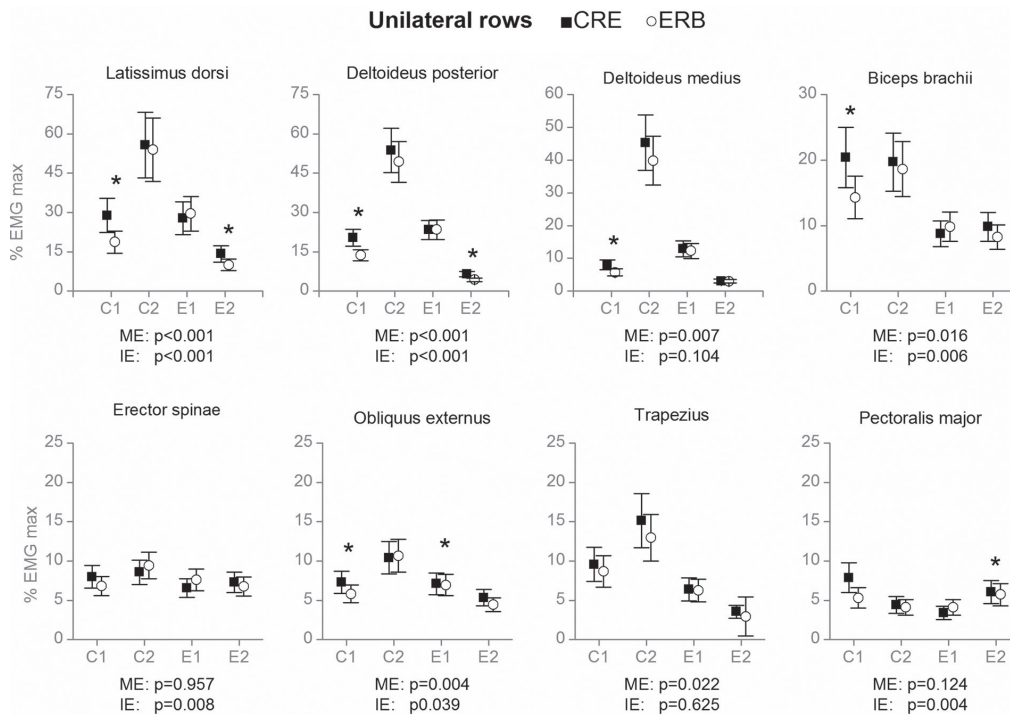 Unilateral rows ■CRE ○ERB
Latissimus dorsi
Deltoideus posterior
Deltoideus medius
Biceps brachii
% EMG max
75
60
45
30
15
0
*
*
C1 C2 E1 E2
ME: p<0.001
IE: p<0.001
75
60
45
30
15
0
*
*
C1 C2 E1 E2
ME: p<0.001
IE: p<0.001
60
50
40
30
20
10
0
*
C1 C2 E1 E2
ME: p=0.007
IE: p=0.104
30
20
10
0
*
C1 C2 E1 E2
ME: p=0.016
IE: p=0.006
Erector spinae
Obliquus externus
Trapezius
Pectoralis major
% EMG max
25
20
15
10
5
0
C1 C2 E1 E2
ME: p=0.957
IE: p=0.008
25
20
15
10
5
0
*
*
C1 C2 E1 E2
ME: p=0.004
IE: p0.039
25
20
15
10
5
0
C1 C2 E1 E2
ME: p=0.022
IE: p=0.625
25
20
15
10
5
0
*
C1 C2 E1 E2
ME: p=0.124
IE: p=0.004